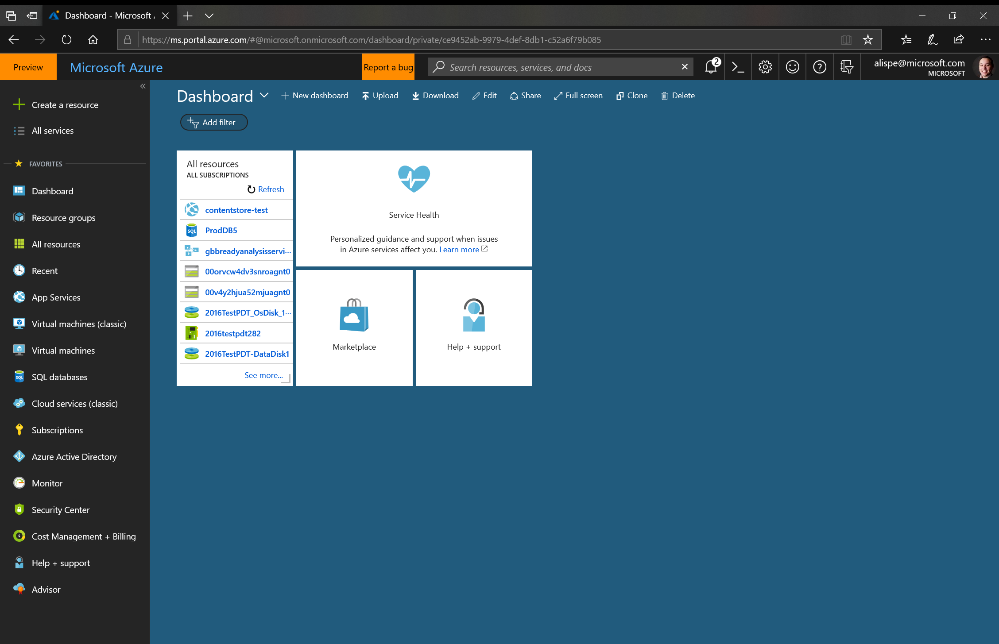 Dashboard - Microsoft
https://ms.portal.azure.com/#@microsoft.onmicrosoft.com/dashboard/private/ce9452ab-9979-4def-8db1-c52a6f79b085
Preview
Microsoft Azure
Report a bug
Search resources, services, and docs
2
alispe@microsoft.com
MICROSOFT
Create a resource
All services
FAVORITES
Dashboard
Resource groups
All resources
Recent
App Services
Virtual machines (classic)
Virtual machines
SQL
SQL databases
Cloud services (classic)
Subscriptions
Azure Active Directory
Monitor
Security Center
Cost Management + Billing
Help + support
Advisor
Dashboard
New dashboard
Upload
Download
Edit
Share
Full screen
Clone
Delete
Add filter
All resources
ALL SUBSCRIPTIONS
Refresh
contentstore-test
SQL
ProdDB5
gbbreadyanalysisservi...
00orvcw4dv3snroagnt0
00v4y2hjua52mjuagnt0
2016TestPDT_OsDisk_1...
2016testpdt282
2016TestPDT-DataDisk1
See more...
Service Health
Personalized guidance and support when issues
in Azure services affect you. Learn more
Marketplace
Help + support